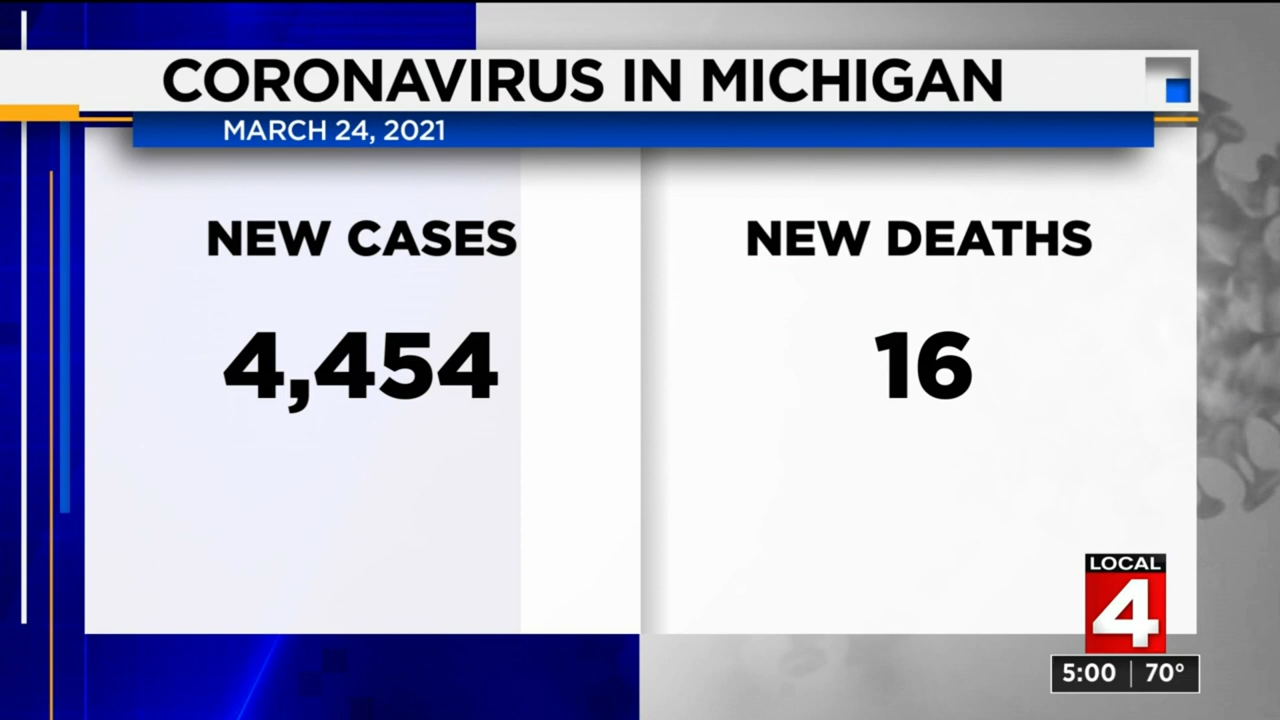 CORONAVIRUS IN MICHIGAN
MARCH 24, 2021
NEW CASES
4,454
NEW DEATHS
16
LOCAL
4
5:00 70°